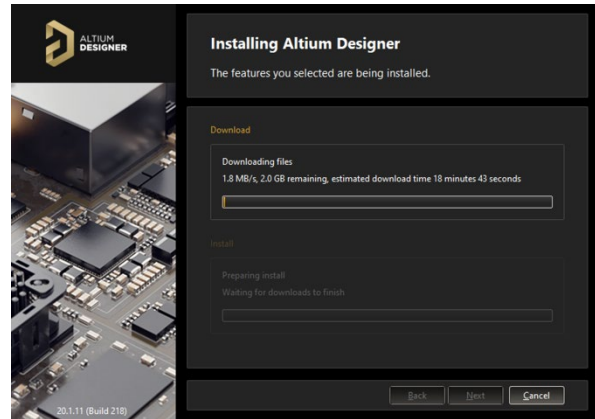 ALTIUM
DESIGNER
Installing Altium Designer
The features you selected are being installed.
Download
Downloading files
1.8 MB/s, 2.0 GB remaining, estimated download time 18 minutes 43 seconds
Install
Preparing install
Waiting for downloads to finish
Back Next Cancel
20.1.11 (Build 218)